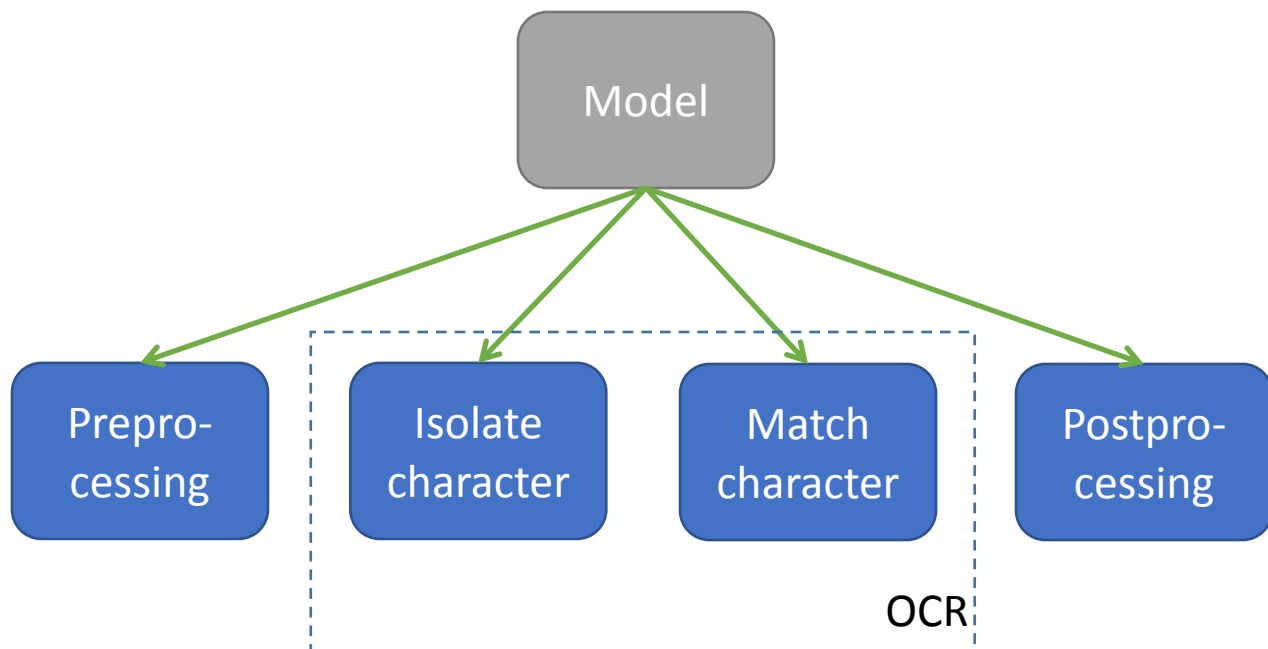 Model
Prepro-
cessing
Isolate
character
Match
character
Postpro-
cessing
OCR